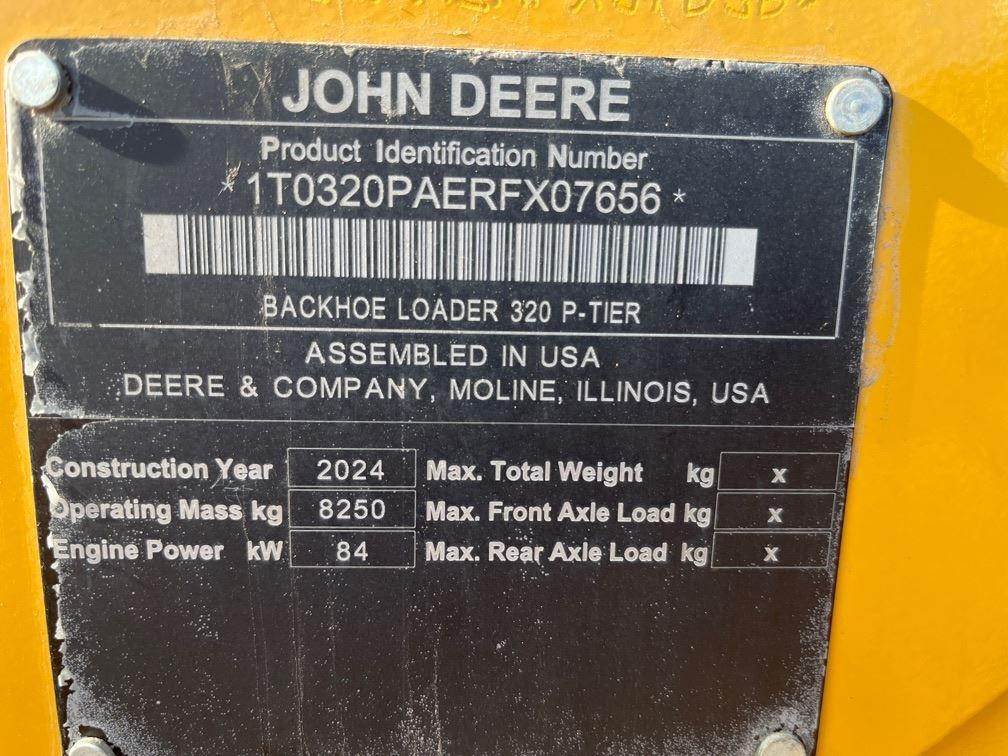 JOHN DEERE
Product Identification Number
*1T0320PAERFX07656*
BACKHOE LOADER 320 P-TIER
ASSEMBLED IN USA
DEERE & COMPANY, MOLINE, ILLINOIS, USA
Construction Year 2024 Max. Total Weight kg x
Operating Mass kg 8250 Max. Front Axle Load kg x
Engine Power kW 84 Max. Rear Axle Load kg x